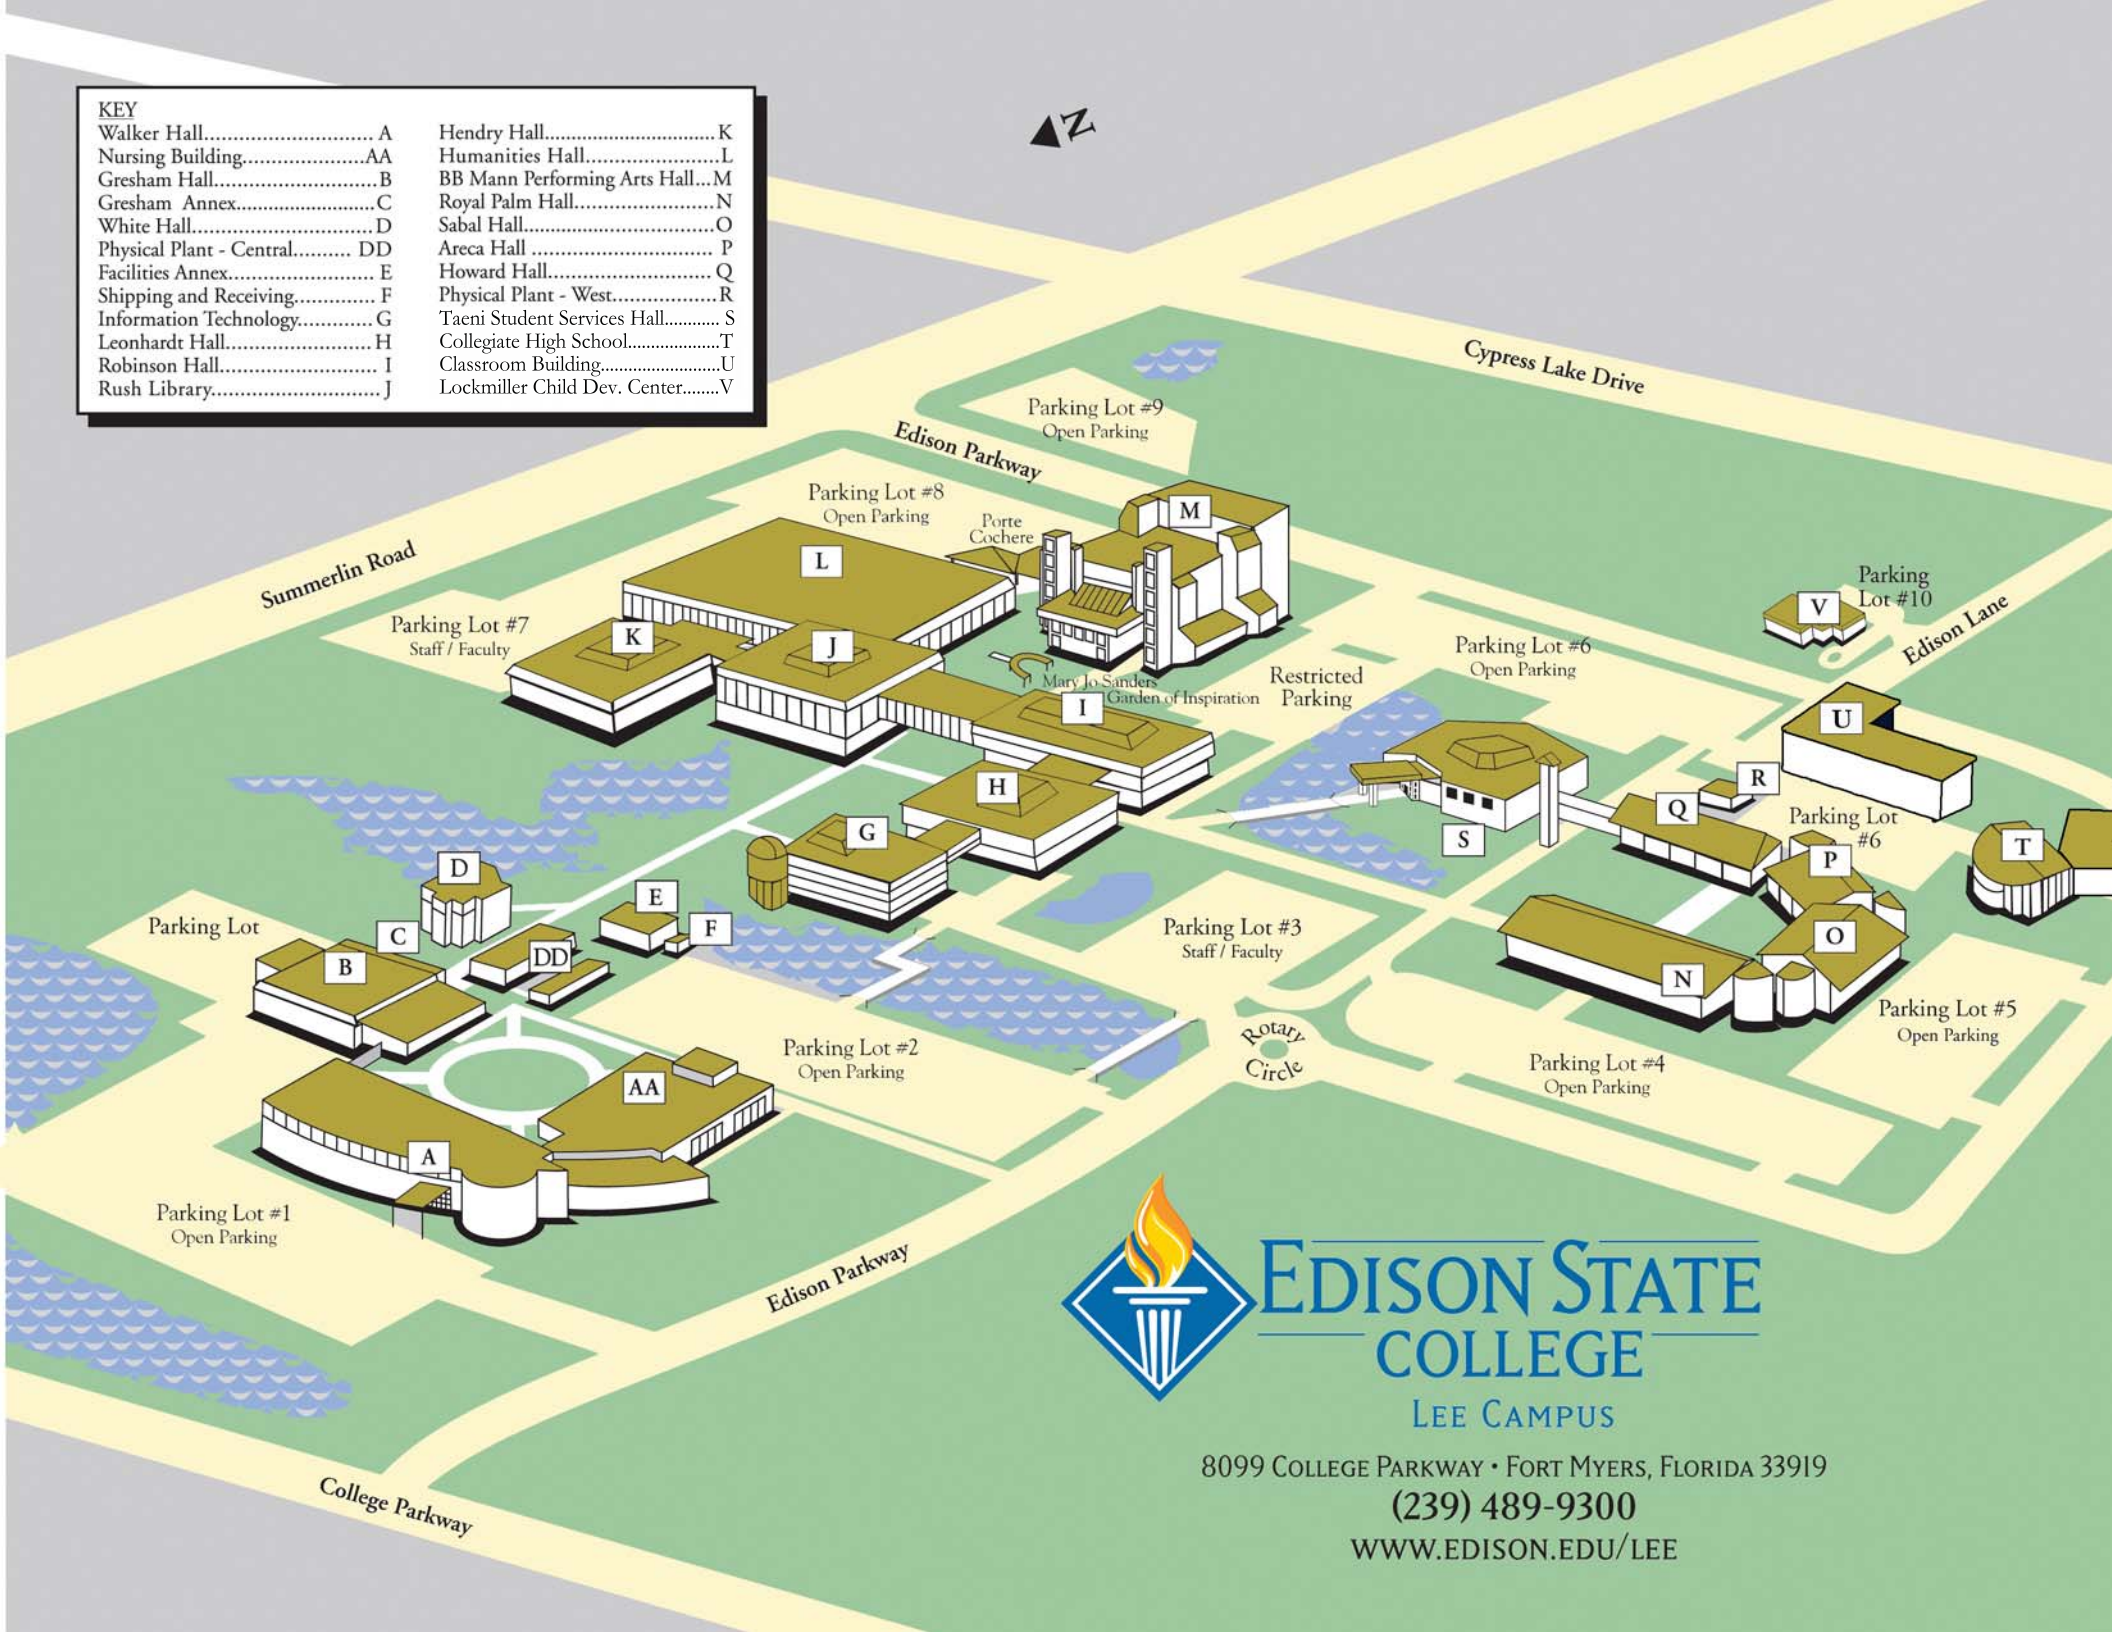 KEY
Walker Hall............................. A
Nursing Building.....................AA
Gresham Hall............................B
Gresham  Annex........................C
White Hall...............................D
Physical Plant - Central.......... DD
Facilities Annex......................... E
Shipping and Receiving.............. F
Information Technology............. G
Leonhardt Hall......................... H
Robinson Hall........................... I
Rush Library............................. J
Hendry Hall.............................K
Humanities Hall.......................L
BB Mann Performing Arts Hall...M
Royal Palm Hall........................N
Sabal Hall.................................O
Areca Hall ............................... P
Howard Hall............................ Q
Physical Plant - West..................R
Taeni Student Services Hall............ S
Collegiate High School....................T
Classroom Building..........................U
Lockmiller Child Dev. Center........V
N
Cypress Lake Drive
Parking Lot #9
Open Parking
Edison Parkway
Parking Lot #8
Open Parking
Porte
Cochere
M
L
Summerlin Road
Parking
Lot #10
V
Edison Lane
Parking Lot #7
Staff / Faculty
K
J
Parking Lot #6
Open Parking
Mary Jo Sanders
Garden of Inspiration
Restricted
Parking
I
U
H
R
Q
Parking Lot
#6
G
S
T
P
D
E
F
C
Parking Lot
Parking Lot #3
Staff / Faculty
O
B
DD
N
Parking Lot #5
Open Parking
Rotary
Circle
Parking Lot #2
Open Parking
Parking Lot #4
Open Parking
AA
A
Parking Lot #1
Open Parking
Edison Parkway
College Parkway
EDISON STATE
COLLEGE
LEE CAMPUS
8099 COLLEGE PARKWAY • FORT MYERS, FLORIDA 33919
(239) 489-9300
WWW.EDISON.EDU/LEE